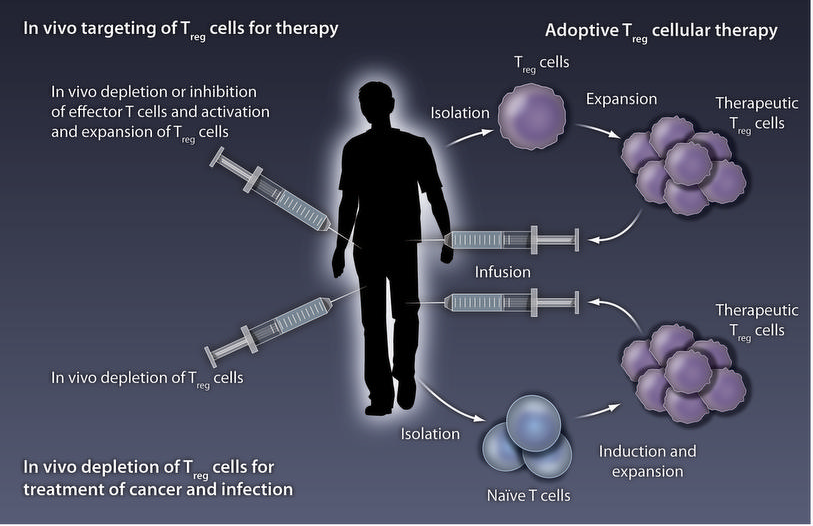 In vivo targeting of Treg cells for therapy
Adoptive Treg cellular therapy
Treg cells
In vivo depletion or inhibition
of effector T cells and activation
and expansion of Treg cells
Isolation
Expansion
Therapeutic
Treg cells
Infusion
Therapeutic
Treg cells
In vivo depletion of Treg cells
Isolation
Induction and
expansion
In vivo depletion of Treg cells for
treatment of cancer and infection
Naïve T cells